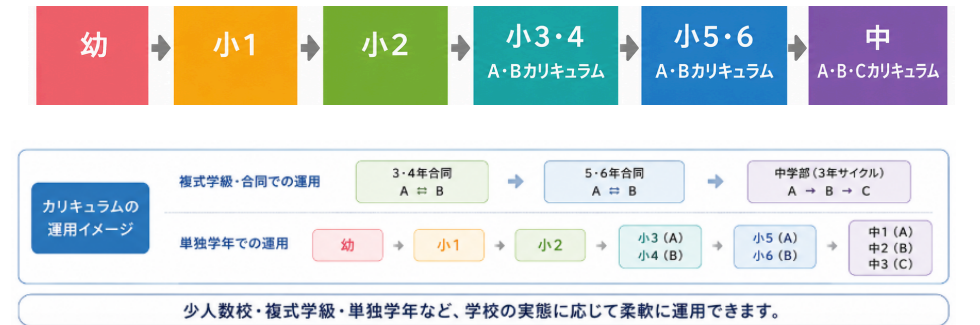 幼
小1
小2
小3・4
A・Bカリキュラム
小5・6
A・Bカリキュラム
中
A・B・Cカリキュラム
カリキュラムの
運用イメージ
複式学級・合同での運用
3・4年合同
A ⇄ B
5・6年合同
A ⇄ B
中学部（3年サイクル）
A → B → C
単独学年での運用
幼
小1
小2
小3（A）
小4（B）
小5（A）
小6（B）
中1（A）
中2（B）
中3（C）
少人数校・複式学級・単独学年など、学校の実態に応じて柔軟に運用できます。